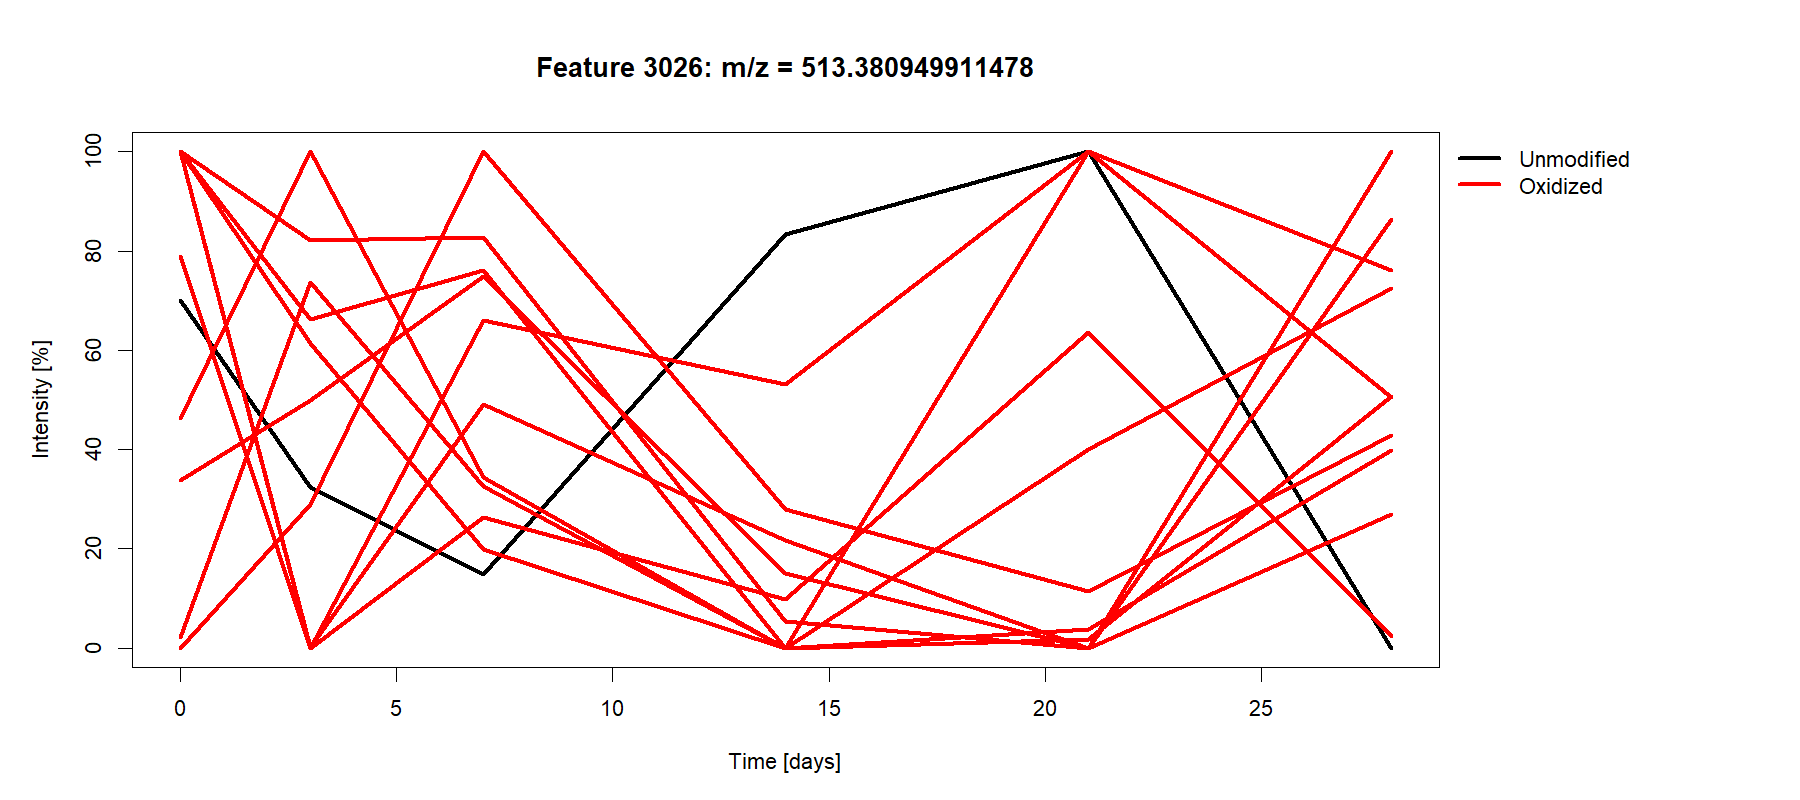 Feature 3026: m/z = 513.380949911478
Unmodified
Oxidized
Intensity [%]
100
80
60
40
20
0
0 5 10 15 20 25
Time [days]